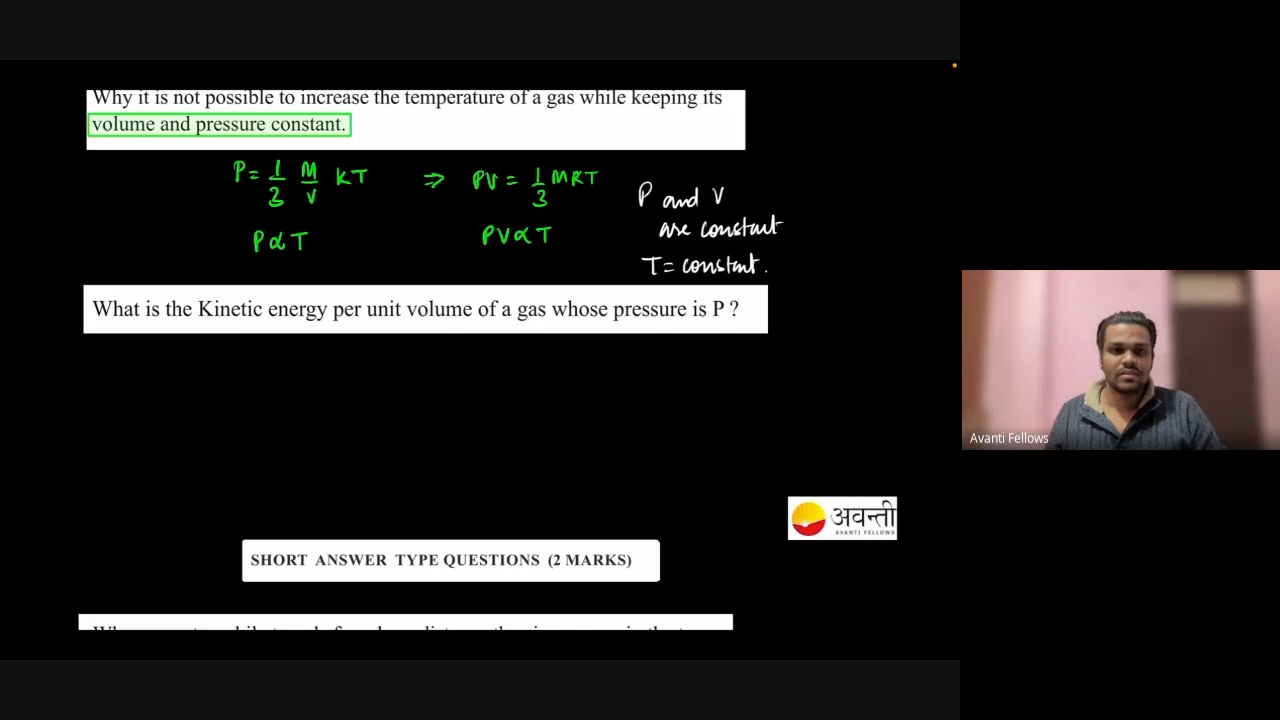 Why it is not possible to increase the temperature of a gas while keeping its
volume and pressure constant.
P = 1/3 M/V KT ⇒ PV = 1/3 MKT
P ∝ T
PV ∝ T
P and V
are constant
T = constant.
What is the Kinetic energy per unit volume of a gas whose pressure is P ?
Avanti Fellows
अवन्ती
AVANTI FELLOWS
SHORT ANSWER TYPE QUESTIONS (2 MARKS)